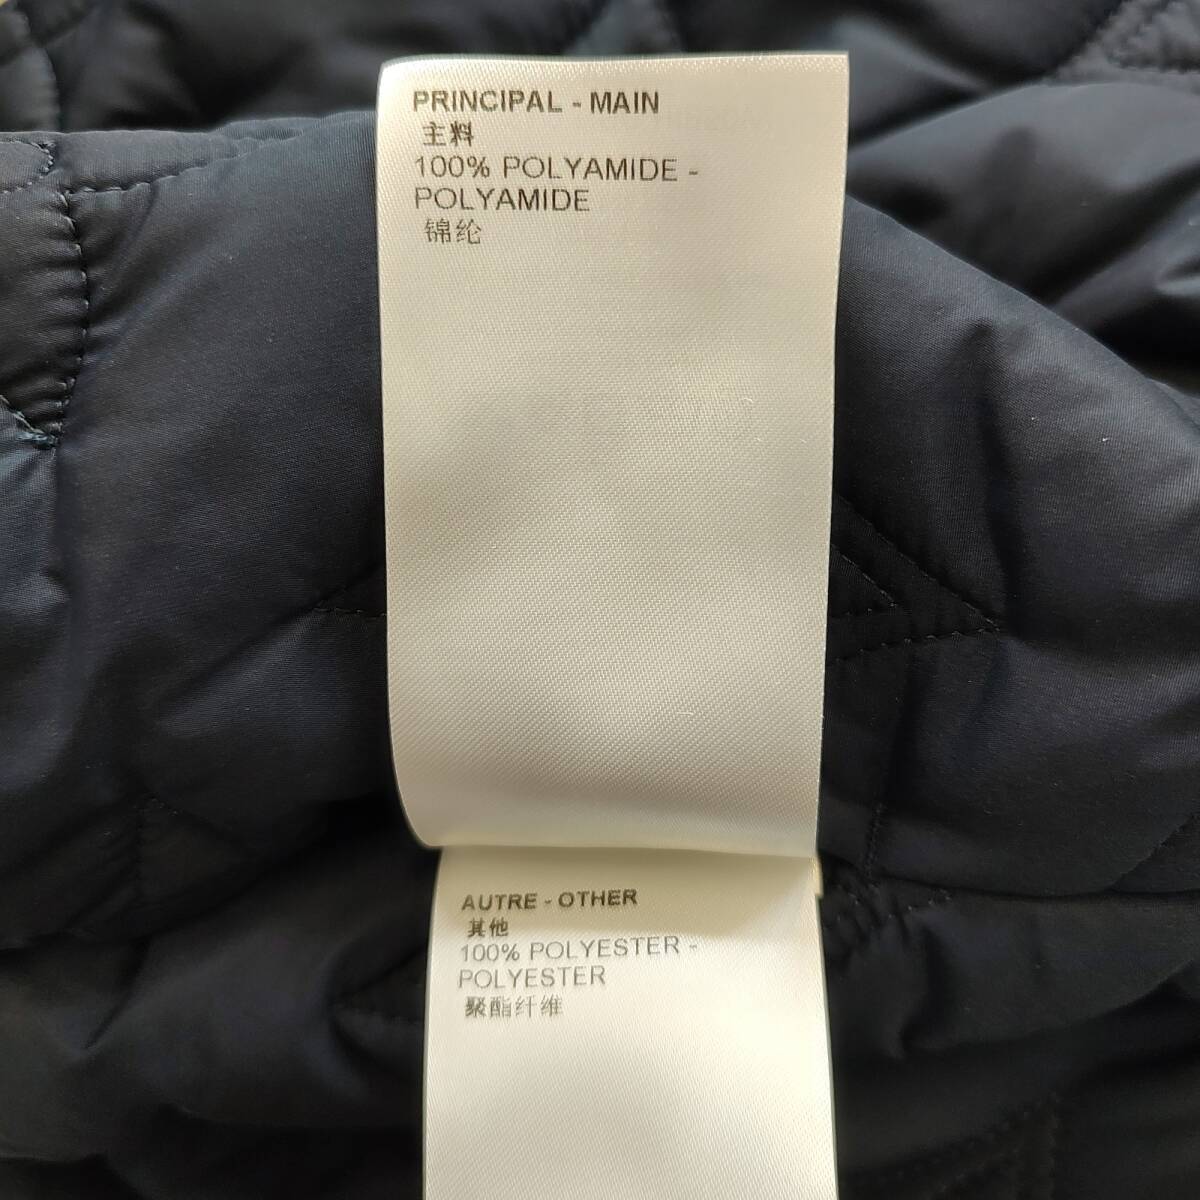 PRINCIPAL - MAIN
主料
100% POLYAMIDE -
POLYAMIDE
锦纶
AUTRE - OTHER
其他
100% POLYESTER -
POLYESTER
聚酯纤维